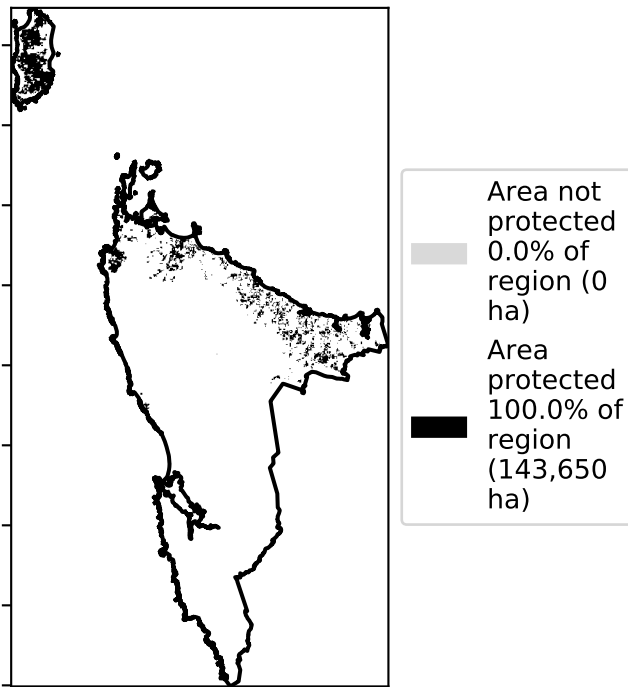 Area not
protected
0.0% of
region (0
ha)
Area
protected
100.0% of
region
(143,650
ha)